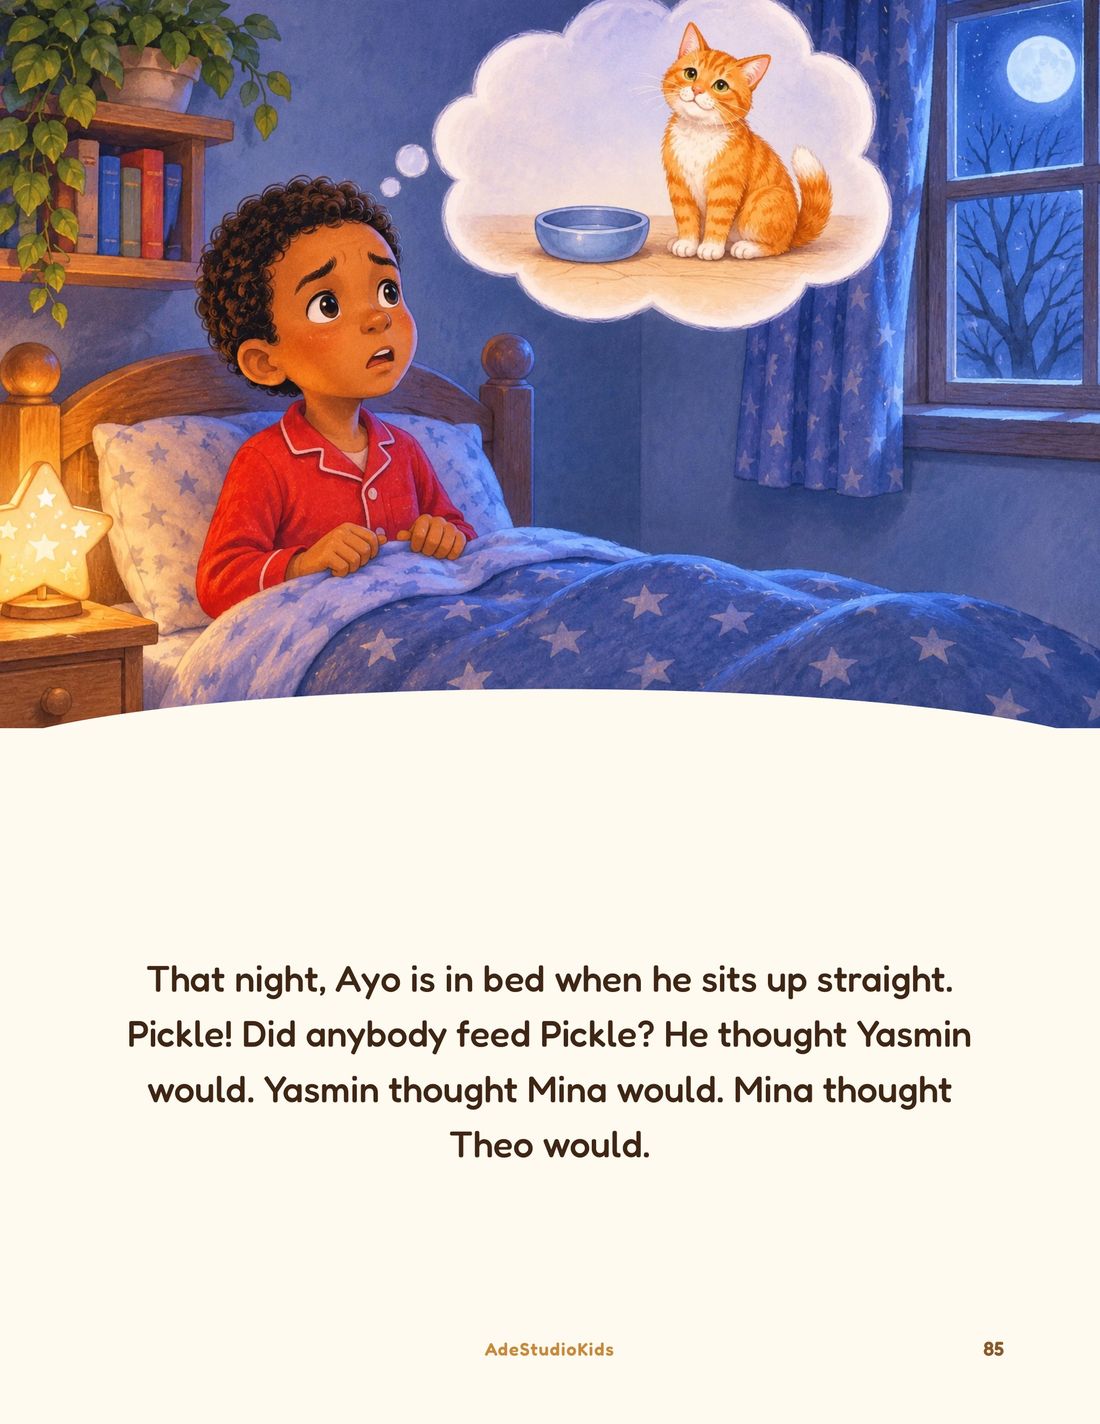 That night, Ayo is in bed when he sits up straight.
Pickle! Did anybody feed Pickle? He thought Yasmin
would. Yasmin thought Mina would. Mina thought
Theo would.
AdeStudioKids
85